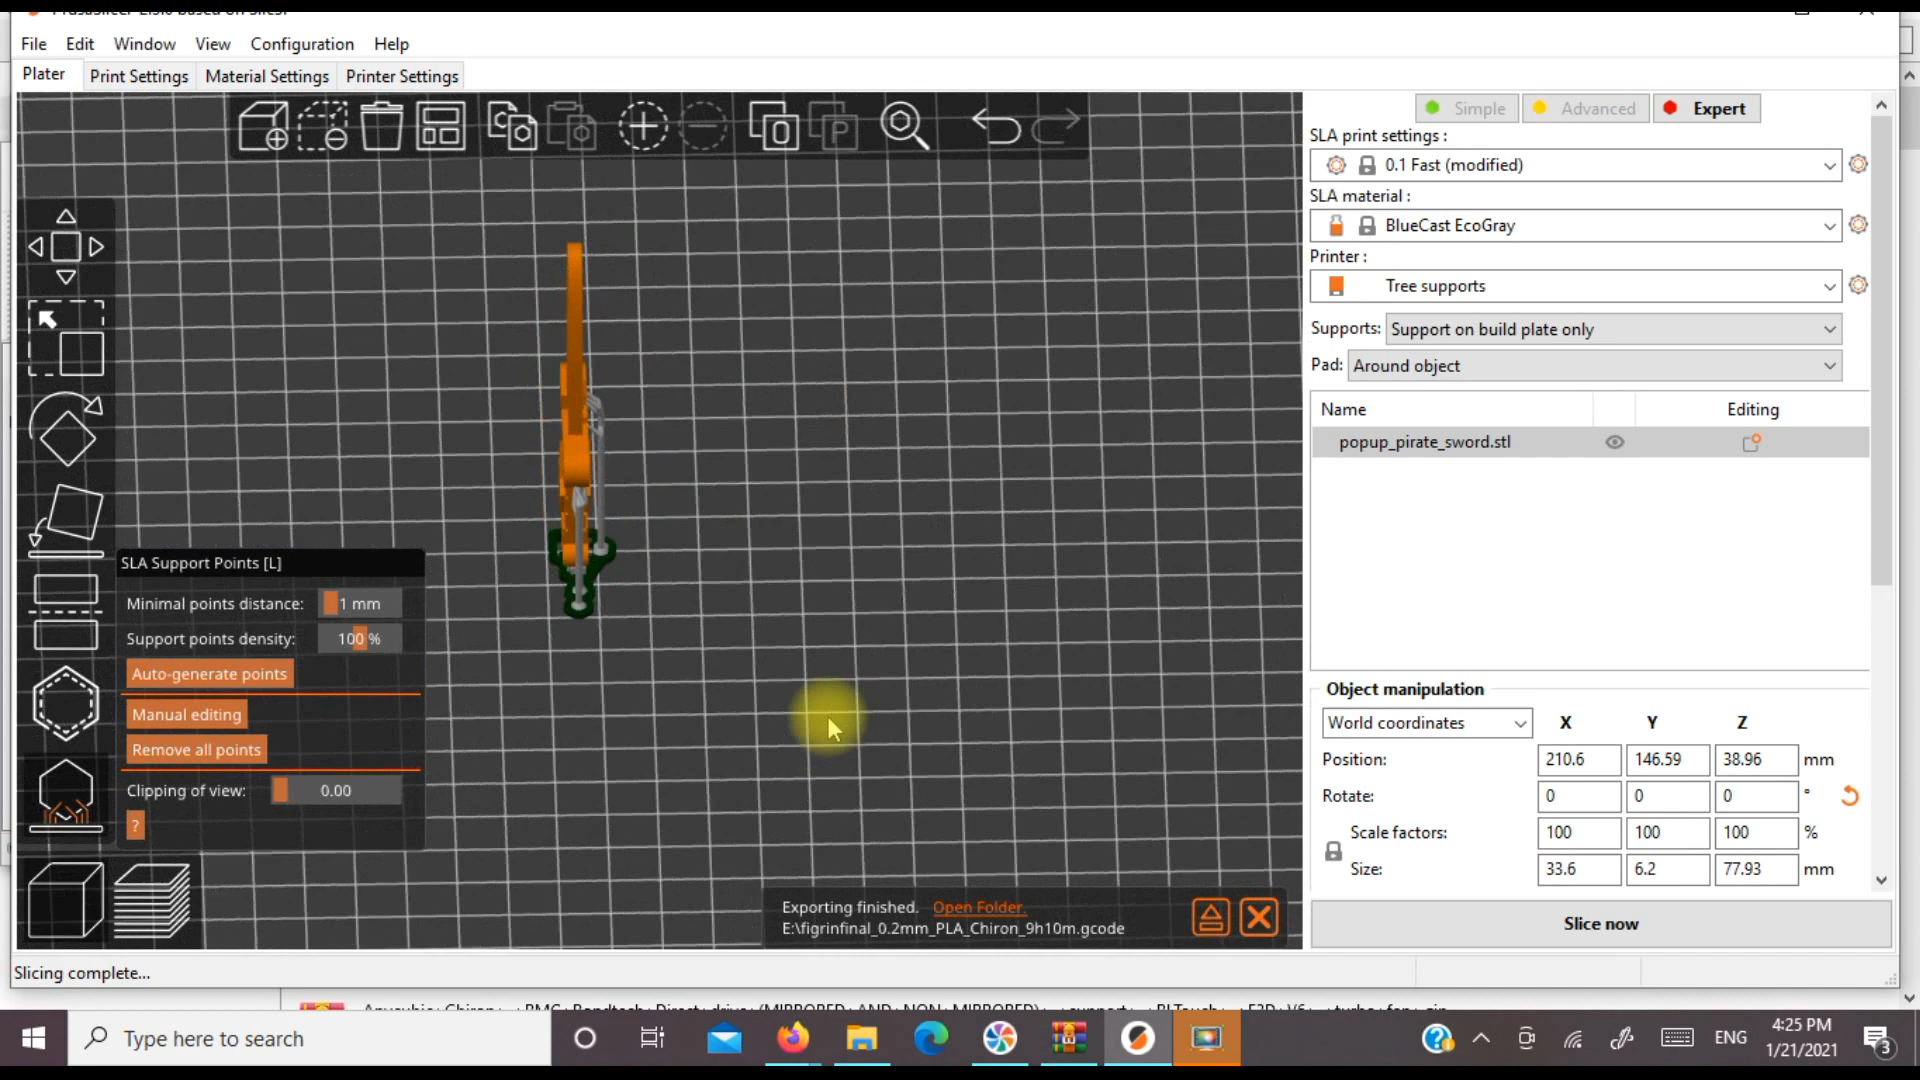 File Edit Window View Configuration Help
Plater Print Settings Material Settings Printer Settings
Simple Advanced Expert
SLA print settings :
0.1 Fast (modified)
SLA material :
BlueCast EcoGray
Printer :
Tree supports
Supports: Support on build plate only
Pad: Around object
Name Editing
popup_pirate_sword.stl
SLA Support Points [L]
Minimal points distance: 1 mm
Support points density: 100 %
Auto-generate points
Manual editing
Remove all points
Clipping of view: 0.00
?
Object manipulation
World coordinates X Y Z
Position: 210.6 146.59 38.96 mm
Rotate: 0 0 0 °
Scale factors: 100 100 100 %
Size: 33.6 6.2 77.93 mm
Exporting finished. Open Folder.
E:\figrinfinal_0.2mm_PLA_Chiron_9h10m.gcode
Slice now
Slicing complete...
Type here to search
ENG
4:25 PM
1/21/2021
3